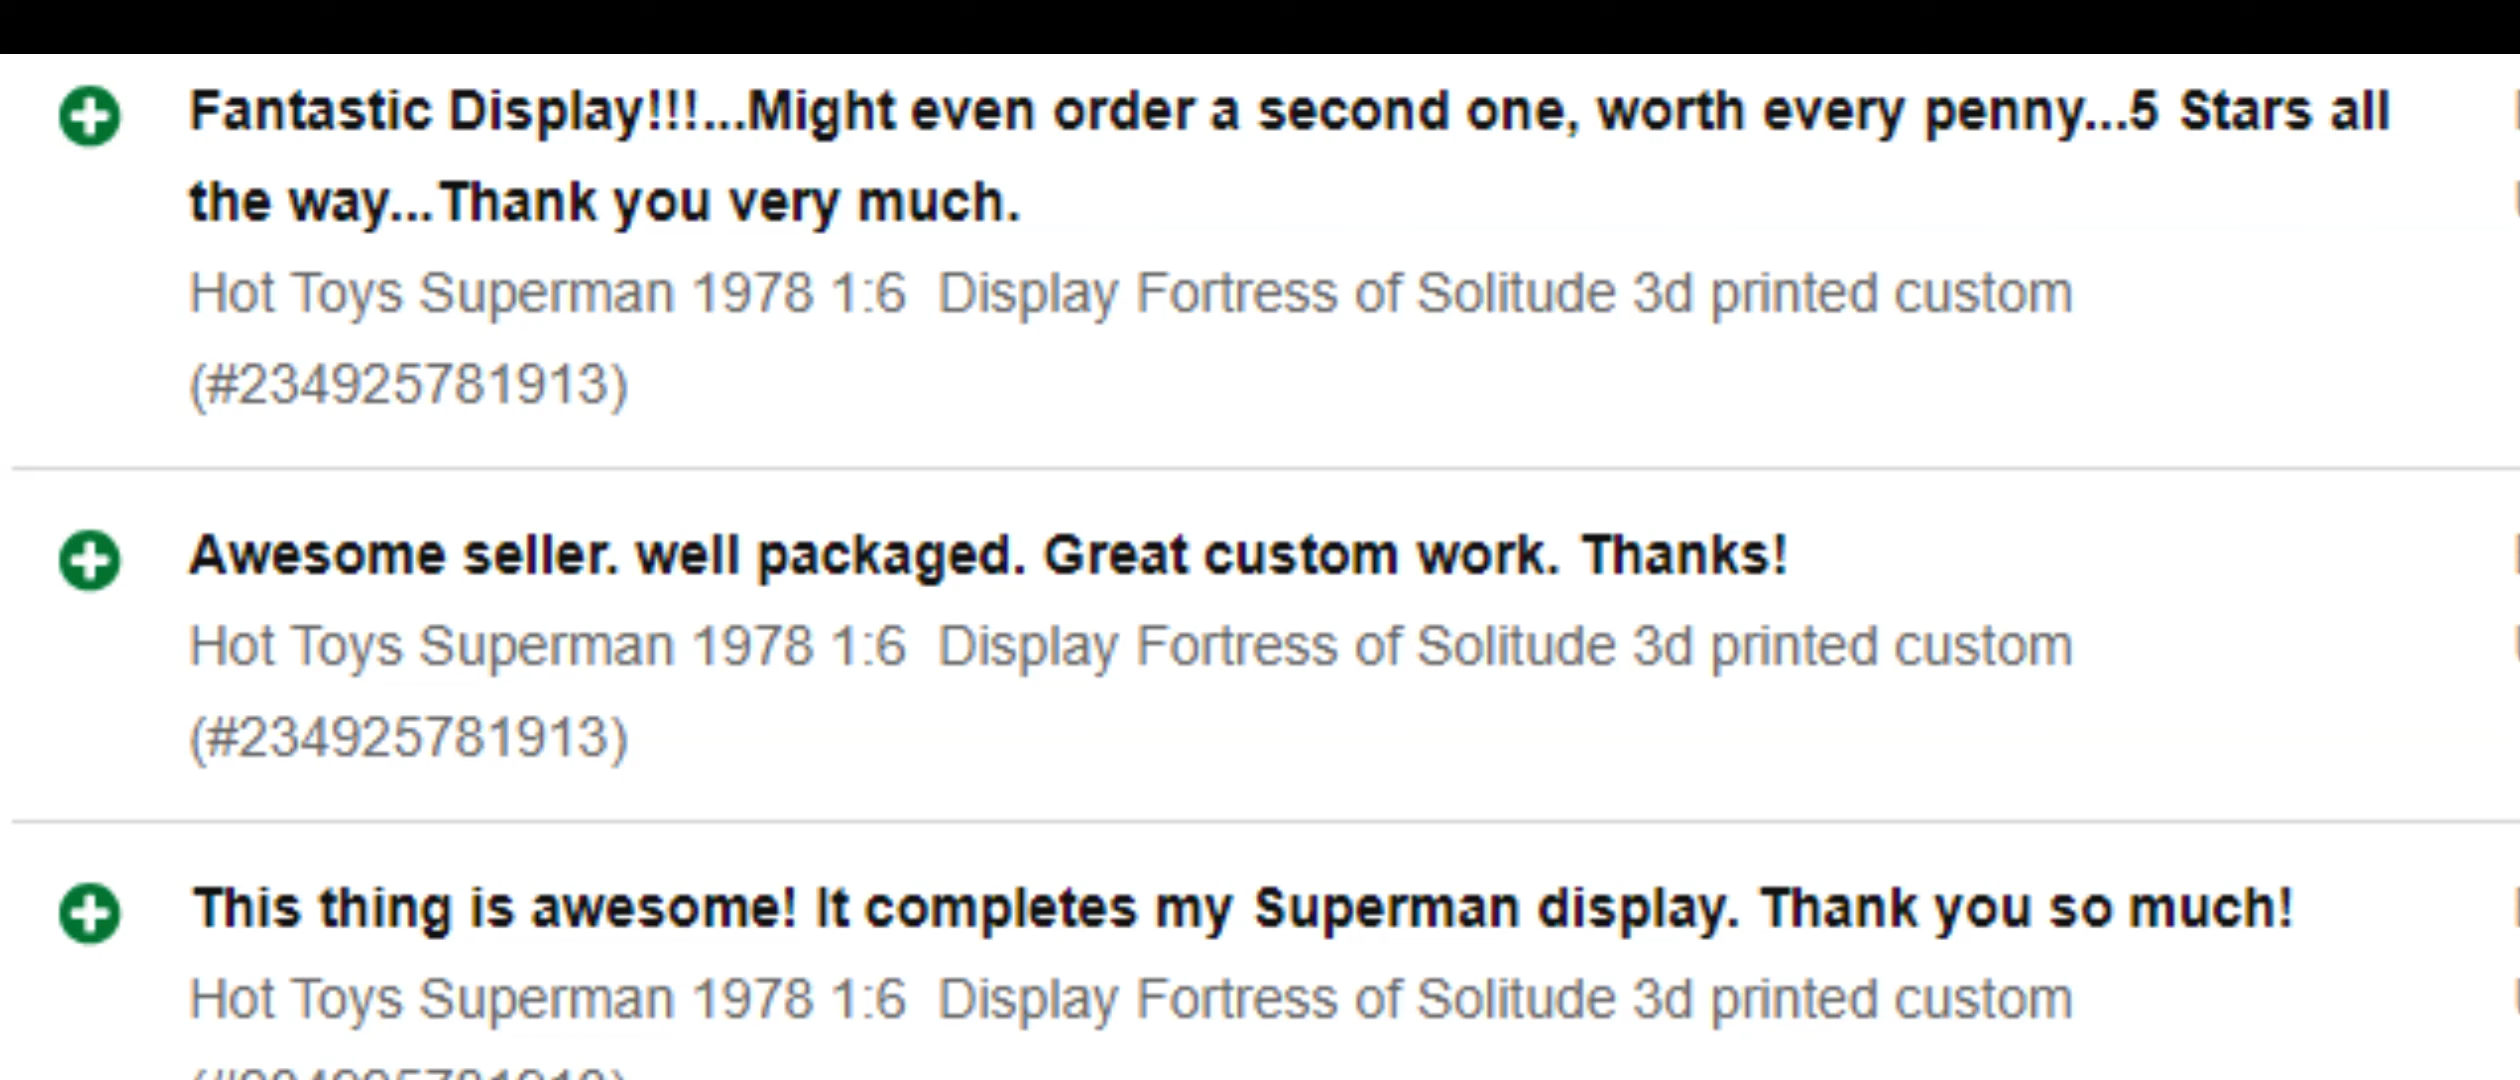 Fantastic Display!!!...Might even order a second one, worth every penny...5 Stars all
the way...Thank you very much.
Hot Toys Superman 1978 1:6  Display Fortress of Solitude 3d printed custom
(#234925781913)
Awesome seller. well packaged. Great custom work. Thanks!
Hot Toys Superman 1978 1:6  Display Fortress of Solitude 3d printed custom
(#234925781913)
This thing is awesome! It completes my Superman display. Thank you so much!
Hot Toys Superman 1978 1:6  Display Fortress of Solitude 3d printed custom